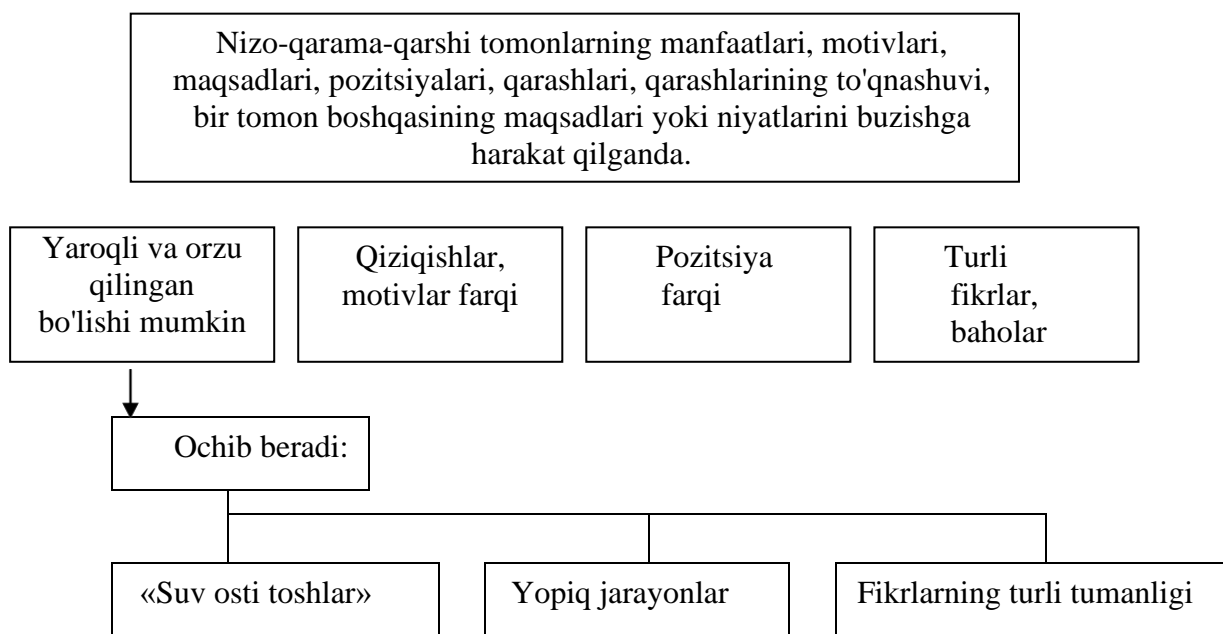 Nizo-qarama-qarshi tomonlarning manfaatlari, motivlari,
maqsadlari, pozitsiyalari, qarashlari, qarashlarining to'qnashuvi,
bir tomon boshqasining maqsadlari yoki niyatlarini buzishga
harakat qilganda.
Yaroqli va orzu
qilingan
bo'lishi mumkin
Qiziqishlar,
motivlar farqi
Pozitsiya
farqi
Turli
fikrlar,
baholar
Ochib beradi:
«Suv osti toshlar»
Yopiq jarayonlar
Fikrlarning turli tumanligi